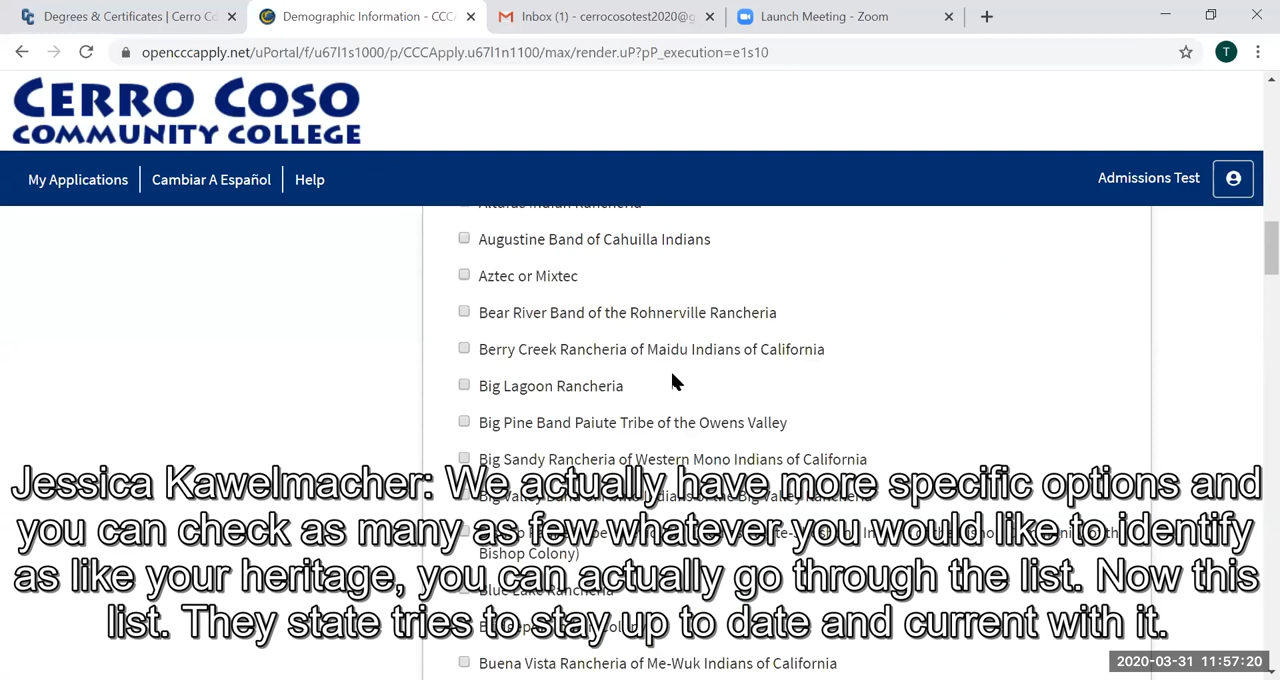 Degrees & Certificates | Cerro Co
Demographic Information - CCCA
Inbox (1) - cerrocosotest2020@g
Launch Meeting - Zoom
opencccapply.net/uPortal/f/u67l1s1000/p/CCCApply.u67l1n1100/max/render.uP?pP_execution=e1s10
T
CERRO COSO
COMMUNITY COLLEGE
My Applications
Cambiar A Español
Help
Admissions Test
Alturas Indian Rancheria
Augustine Band of Cahuilla Indians
Aztec or Mixtec
Bear River Band of the Rohnerville Rancheria
Berry Creek Rancheria of Maidu Indians of California
Big Lagoon Rancheria
Big Pine Band Paiute Tribe of the Owens Valley
Big Sandy Rancheria of Western Mono Indians of California
Bishop Colony)
Blue Lake Rancheria
Buena Vista Rancheria of Me-Wuk Indians of California
Jessica Kawelmacher: We actually have more specific options and
you can check as many as few whatever you would like to identify
as like your heritage, you can actually go through the list. Now this
list. They state tries to stay up to date and current with it.
2020-03-31 11:57:20